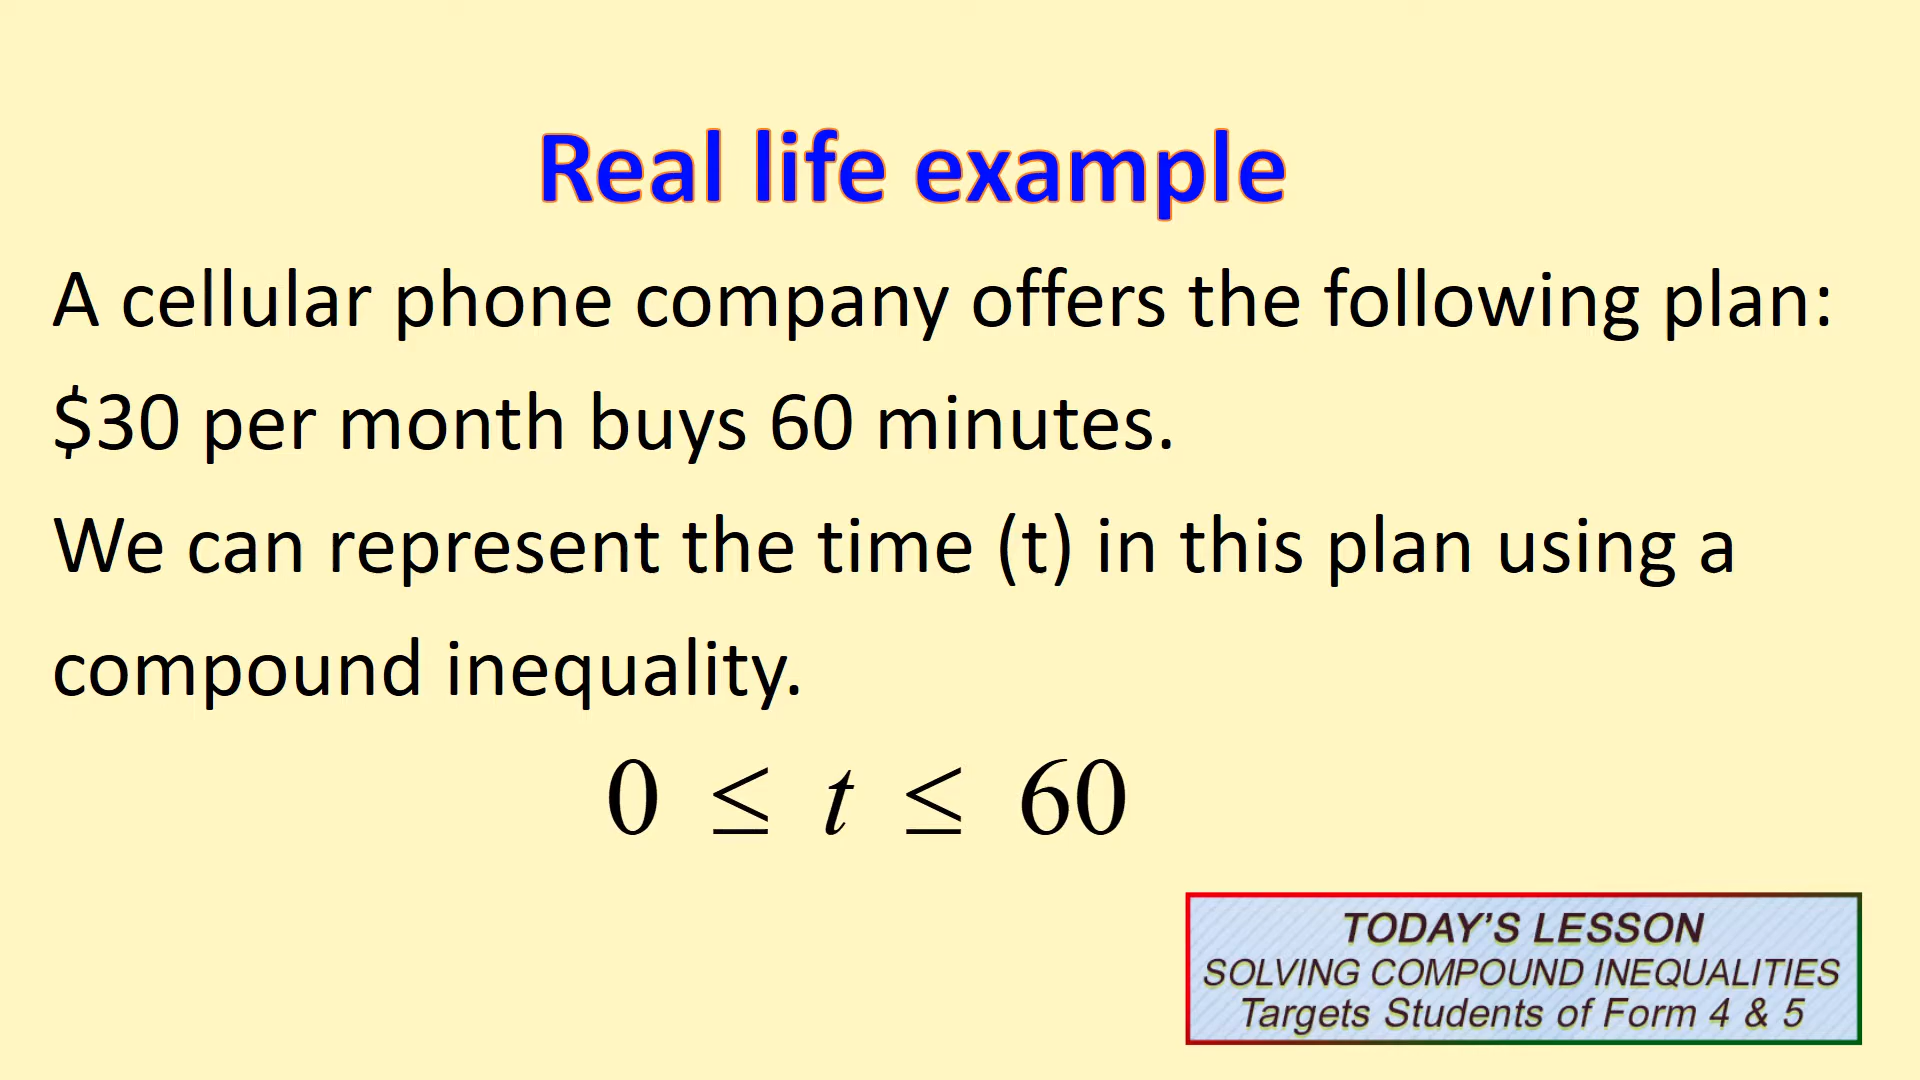 Real life example
A cellular phone company offers the following plan:
$30 per month buys 60 minutes.
We can represent the time (t) in this plan using a
compound inequality.
0 ≤ t ≤ 60
TODAY'S LESSON
SOLVING COMPOUND INEQUALITIES
Targets Students of Form 4 & 5